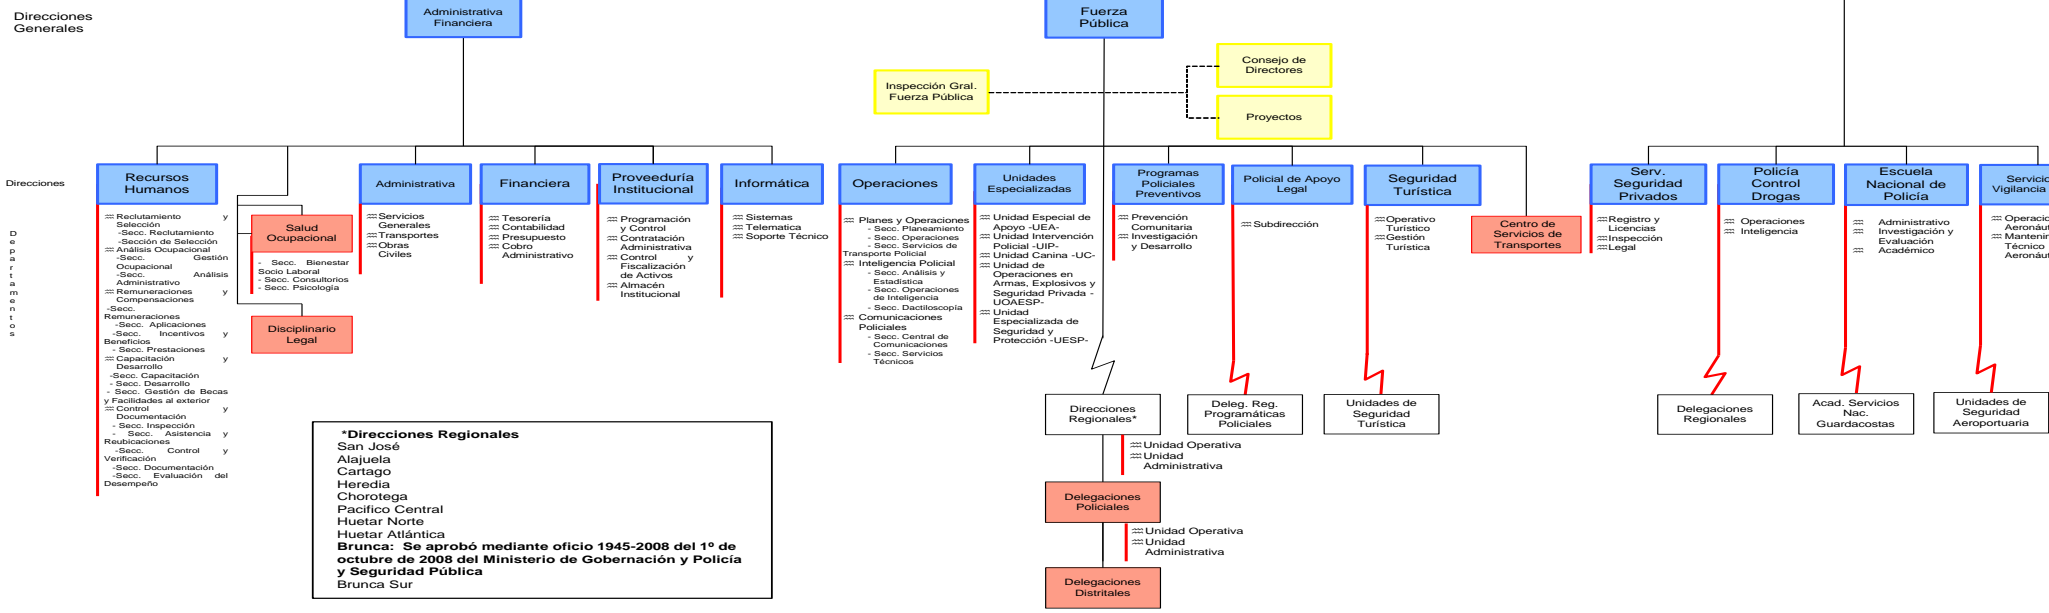 Direcciones
Generales
Administrativa
Financiera
Fuerza
Pública
Inspección Gral.
Fuerza Pública
Consejo de
Directores
Proyectos
Direcciones
D
e
p
a
r
t
a
m
e
n
t
o
s
Recursos
Humanos
Reclutamiento y
Selección
-Secc. Reclutamiento
-Sección de Selección
Análisis Ocupacional
-Secc. Gestión
Ocupacional
-Secc. Análisis
Administrativo
Remuneraciones y
Compensaciones
-Secc.
Remuneraciones
-Secc. Aplicaciones
-Secc. Incentivos y
Beneficios
- Secc. Prestaciones
Capacitación y
Desarrollo
-Secc. Capacitación
- Secc. Desarrollo
- Secc. Gestión de Becas
y Facilidades al exterior
Control y
Documentación
- Secc. Inspección
- Secc. Asistencia y
Reubicaciones
-Secc. Control y
Verificación
-Secc. Documentación
-Secc. Evaluación del
Desempeño
Salud
Ocupacional
- Secc. Bienestar
Socio Laboral
- Secc. Consultorios
- Secc. Psicología
Disciplinario
Legal
Administrativa
Servicios
Generales
Transportes
Obras
Civiles
Financiera
Tesorería
Contabilidad
Presupuesto
Cobro
Administrativo
Proveeduría
Institucional
Programación
y Control
Contratación
Administrativa
Control y
Fiscalización
de Activos
Almacén
Institucional
Informática
Sistemas
Telematica
Soporte Técnico
Operaciones
Planes y Operaciones
- Secc. Planeamiento
- Secc. Operaciones
- Secc. Servicios de
Transporte Policial
Inteligencia Policial
- Secc. Análisis y
Estadística
- Secc. Operaciones
de Inteligencia
- Secc. Dactiloscopía
Comunicaciones
Policiales
- Secc. Central de
Comunicaciones
- Secc. Servicios
Técnicos
Unidades
Especializadas
Unidad Especial de
Apoyo -UEA-
Unidad Intervención
Policial -UIP-
Unidad Canina -UC-
Unidad de
Operaciones en
Armas, Explosivos y
Seguridad Privada -
UOAESP-
Unidad
Especializada de
Seguridad y
Protección -UESP-
Programas
Policiales
Preventivos
Prevención
Comunitaria
Investigación
y Desarrollo
Policial de Apoyo
Legal
Subdirección
Seguridad
Turística
Operativo
Turístico
Gestión
Turística
Centro de
Servicios de
Transportes
Serv.
Seguridad
Privados
Registro y
Licencias
Inspección
Legal
Policía
Control
Drogas
Operaciones
Inteligencia
Escuela
Nacional de
Policía
Administrativo
Investigación y
Evaluación
Académico
Servicio
Vigilancia
Operacio
Aeronáut
Manteni
Técnico
Aeronáut
Direcciones
Regionales*
Deleg. Reg.
Programáticas
Policiales
Unidades de
Seguridad
Turística
Delegaciones
Regionales
Acad. Servicios
Nac.
Guardacostas
Unidades de
Seguridad
Aeroportuaria
Unidad Operativa
Unidad
Administrativa
Delegaciones
Policiales
Unidad Operativa
Unidad
Administrativa
Delegaciones
Distritales
*Direcciones Regionales
San José
Alajuela
Cartago
Heredia
Chorotega
Pacifico Central
Huetar Norte
Huetar Atlántica
Brunca: Se aprobó mediante oficio 1945-2008 del 1º de
octubre de 2008 del Ministerio de Gobernación y Policía
y Seguridad Pública
Brunca Sur